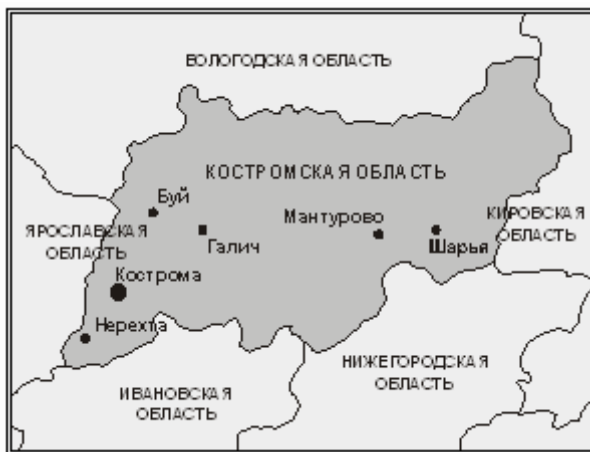 ВОЛОГОДСКАЯ ОБЛАСТЬ
КОСТРОМСКАЯ ОБЛАСТЬ
Буй
Мантурово
КИРОВСКАЯ
ОБЛАСТЬ
ЯРОСЛАВСКАЯ
ОБЛАСТЬ
Галич
Шарья
Кострома
Нерехта
НИЖЕГОРОДСКАЯ
ОБЛАСТЬ
ИВАНОВСКАЯ
ОБЛАСТЬ